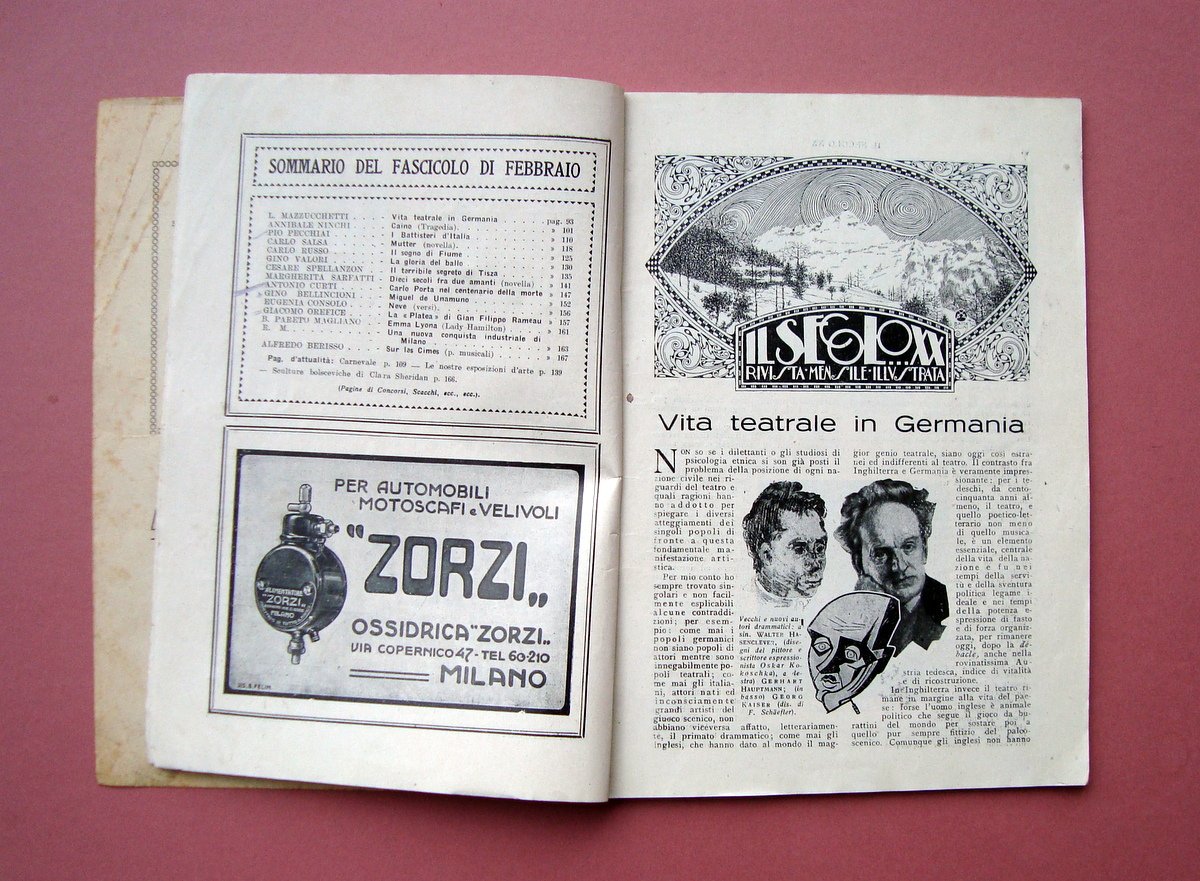 SOMMARIO DEL FASCICOLO DI FEBBRAIO
L. MAZZUCCHETTI . . . . Vita teatrale in Germania . . . . pag. 93
ANNIBALE NINCHI . . . . Caino (Tragedia). . . . » 101
PIO PECCHIAI . . . . I Battisteri d'Italia . . . . » 110
CARLO SALSA . . . . Mutter (novella). . . . » 118
CARLO RUSSO . . . . Il sogno di Fiume . . . . » 125
GINO VALORI . . . . La gloria del ballo . . . . » 130
CESARE SPELLANZON . . . . Il terribile segreto di Tisza . . . . » 135
MARGHERITA SARFATTI . . . . Dieci secoli fra due amanti (novella) . » 141
ANTONIO CURTI . . . . Carlo Porta nel centenario della morte » 147
GINO BELLINCIONI . . . . Miguel de Unamuno . . . . » 152
EUGENIA CONSOLO . . . . Neve (versi). . . . » 156
GIACOMO OREFICE . . . . La « Platea » di Gian Filippo Rameau » 157
B. PARETO MAGLIANO . . . . Emma Lyona (Lady Hamilton) . . . . » 161
R. M. . . . . Una nuova conquista industriale di
Milano . . . . » 163
ALFREDO BERISSO . . . . Sur las Cimes (p. musicali) . . . . » 167
Pag. d'attualità: Carnevale p. 109 — Le nostre esposizioni d'arte p. 139
— Sculture bolsceviche di Clara Sheridan p. 166.
(Pagine di Concorsi, Scacchi, ecc., ecc.).
PER AUTOMOBILI
MOTOSCAFI e VELIVOLI
"ZORZI„
ALIMENTATORE
"ZORZI"
MILANO
OSSIDRICA "ZORZI„
VIA COPERNICO 47 - TEL 60-210
MILANO
IL SECOLO XX
RIVISTA·MENSILE·ILLVSTRATA
Vita teatrale in Germania
NON so se i dilettanti o gli studiosi di
psicologia etnica si son già posti il
problema della posizione di ogni na-
zione civile nei ri-
guardi del teatro e
quali ragioni han-
no addotto per
spiegare i diversi
atteggiamenti dei
singoli popoli di
fronte a questa
fondamentale ma-
nifestazione arti-
stica.
Per mio conto ho
sempre trovato sin-
golari e non facil-
mente esplicabili
alcune contraddi-
zioni; per esem-
pio: come mai i
popoli germanici
non siano popoli di
attori mentre sono
innegabilmente po-
poli teatrali; co-
me mai gli italia-
ni, attori nati ed
inconsciamente
grandi artisti del
giuoco scenico, non
abbiano viceversa affatto, letterariamen-
te, il primato drammatico; come mai gli
inglesi, che hanno dato al mondo il mag-
Vecchi e nuovi au-
tori drammatici: a
sin. WALTER HA-
SENCLEVER, (dise-
gni del pittore e
scrittore espressio-
nista Oskar Ko-
koschka), a de-
stra) GERHART
HAUPTMANN; (in
basso) GEORG
KAISER (dis. di
F. Schäefler).
gior genio teatrale, siano oggi così estra-
nei ed indifferenti al teatro. Il contrasto fra
Inghilterra e Germania è veramente impres-
sionante: per i te-
deschi, da cento-
cinquanta anni al-
meno, il teatro, e
quello poetico-let-
terario non meno
di quello musica-
le, è un elemento
essenziale, centrale
della vita della na-
zione e fu nei
tempi della servi-
tù e della sventura
politica legame i-
deale e nei tempi
della potenza e-
spressione di fasto
e di forza organiz-
zata, per rimanere
oggi, dopo la dé-
bacle, anche nella
rovinatissima Au-
stria tedesca, indice di vitalità
e di ricostruzione.
In Inghilterra invece il teatro ri-
mane in margine alla vita del pae-
se: forse l'uomo inglese è animale
politico che segue il gioco da bu-
rattini del mondo per sostare poi a
quello pur sempre fittizio del palco-
scenico. Comunque gli inglesi non hanno